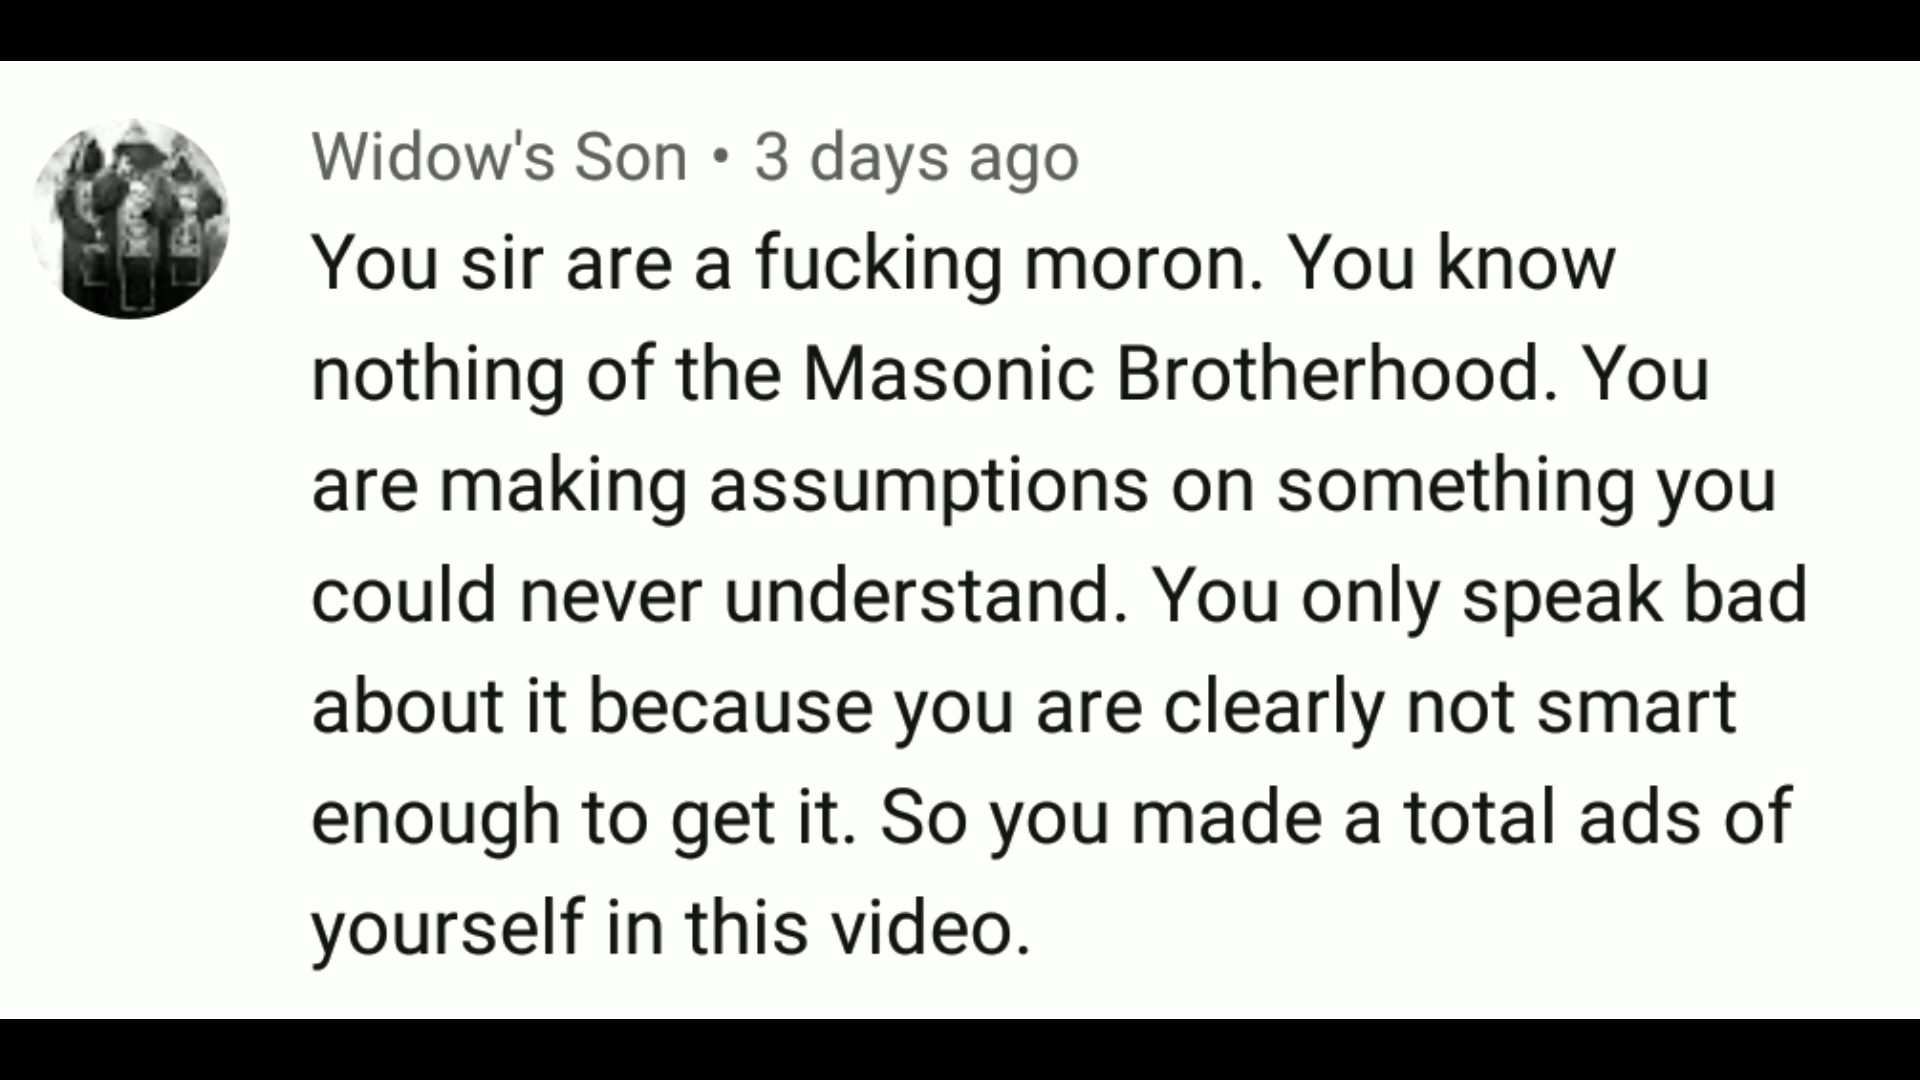 Widow's Son • 3 days ago
You sir are a fucking moron. You know
nothing of the Masonic Brotherhood. You
are making assumptions on something you
could never understand. You only speak bad
about it because you are clearly not smart
enough to get it. So you made a total ads of
yourself in this video.